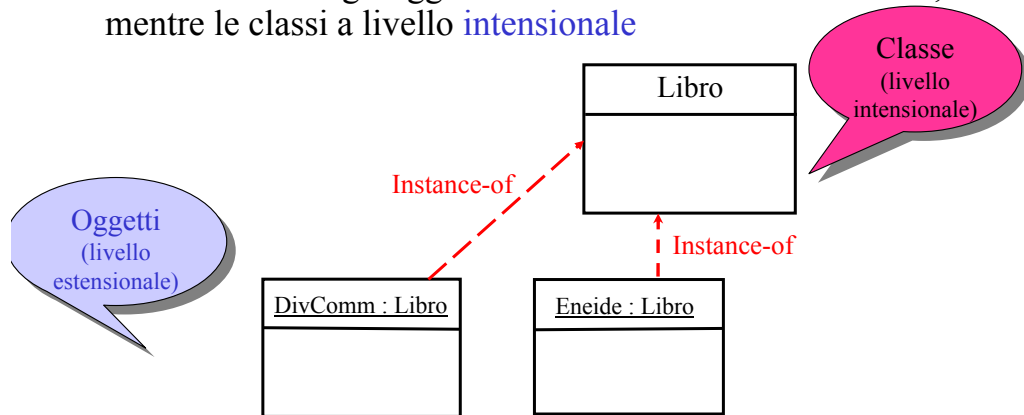 mentre le classi a livello intensionale
Classe
(livello
intensionale)
Libro
Instance-of
Oggetti
(livello
estensionale)
Instance-of
DivComm : Libro
Eneide : Libro